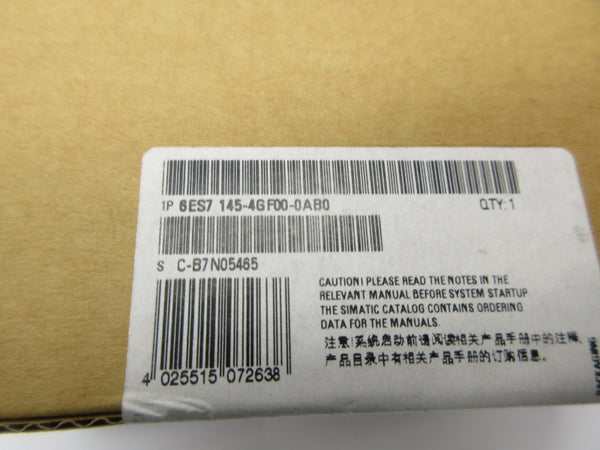 1P 6ES7 145-4GF00-0AB0 QTY:1
S C-B7N05465
CAUTION! PLEASE READ THE NOTES IN THE
RELEVANT MANUAL BEFORE SYSTEM STARTUP.
THE SIMATIC CATALOG CONTAINS ORDERING
DATA FOR THE MANUALS.
注意!系统启动前请阅读相关产品手册中的注释,
产品目录中有相关产品手册的订购信息.
4 025515 072638
PACKAGING